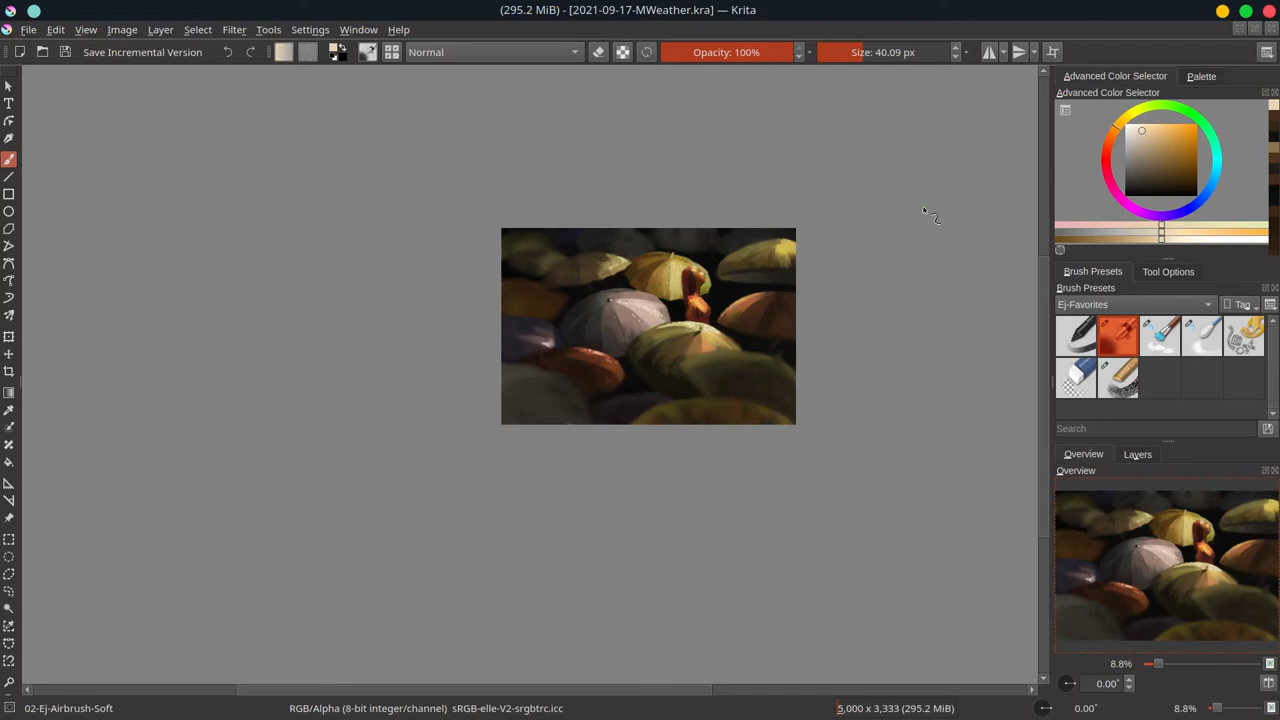 (295.2 MiB) - [2021-09-17-MWeather.kra] — Krita
File Edit View Image Layer Select Filter Tools Settings Window Help
Save Incremental Version Normal Opacity: 100% Size: 40.09 px
Advanced Color Selector Palette
Advanced Color Selector
Brush Presets Tool Options
Brush Presets
Ej-Favorites Tag
Search
Overview Layers
Overview
8.8%
0.00°
02-Ej-Airbrush-Soft RGB/Alpha (8-bit integer/channel) sRGB-elle-V2-srgbtrc.icc 5,000 x 3,333 (295.2 MiB) 0.00° 8.8%